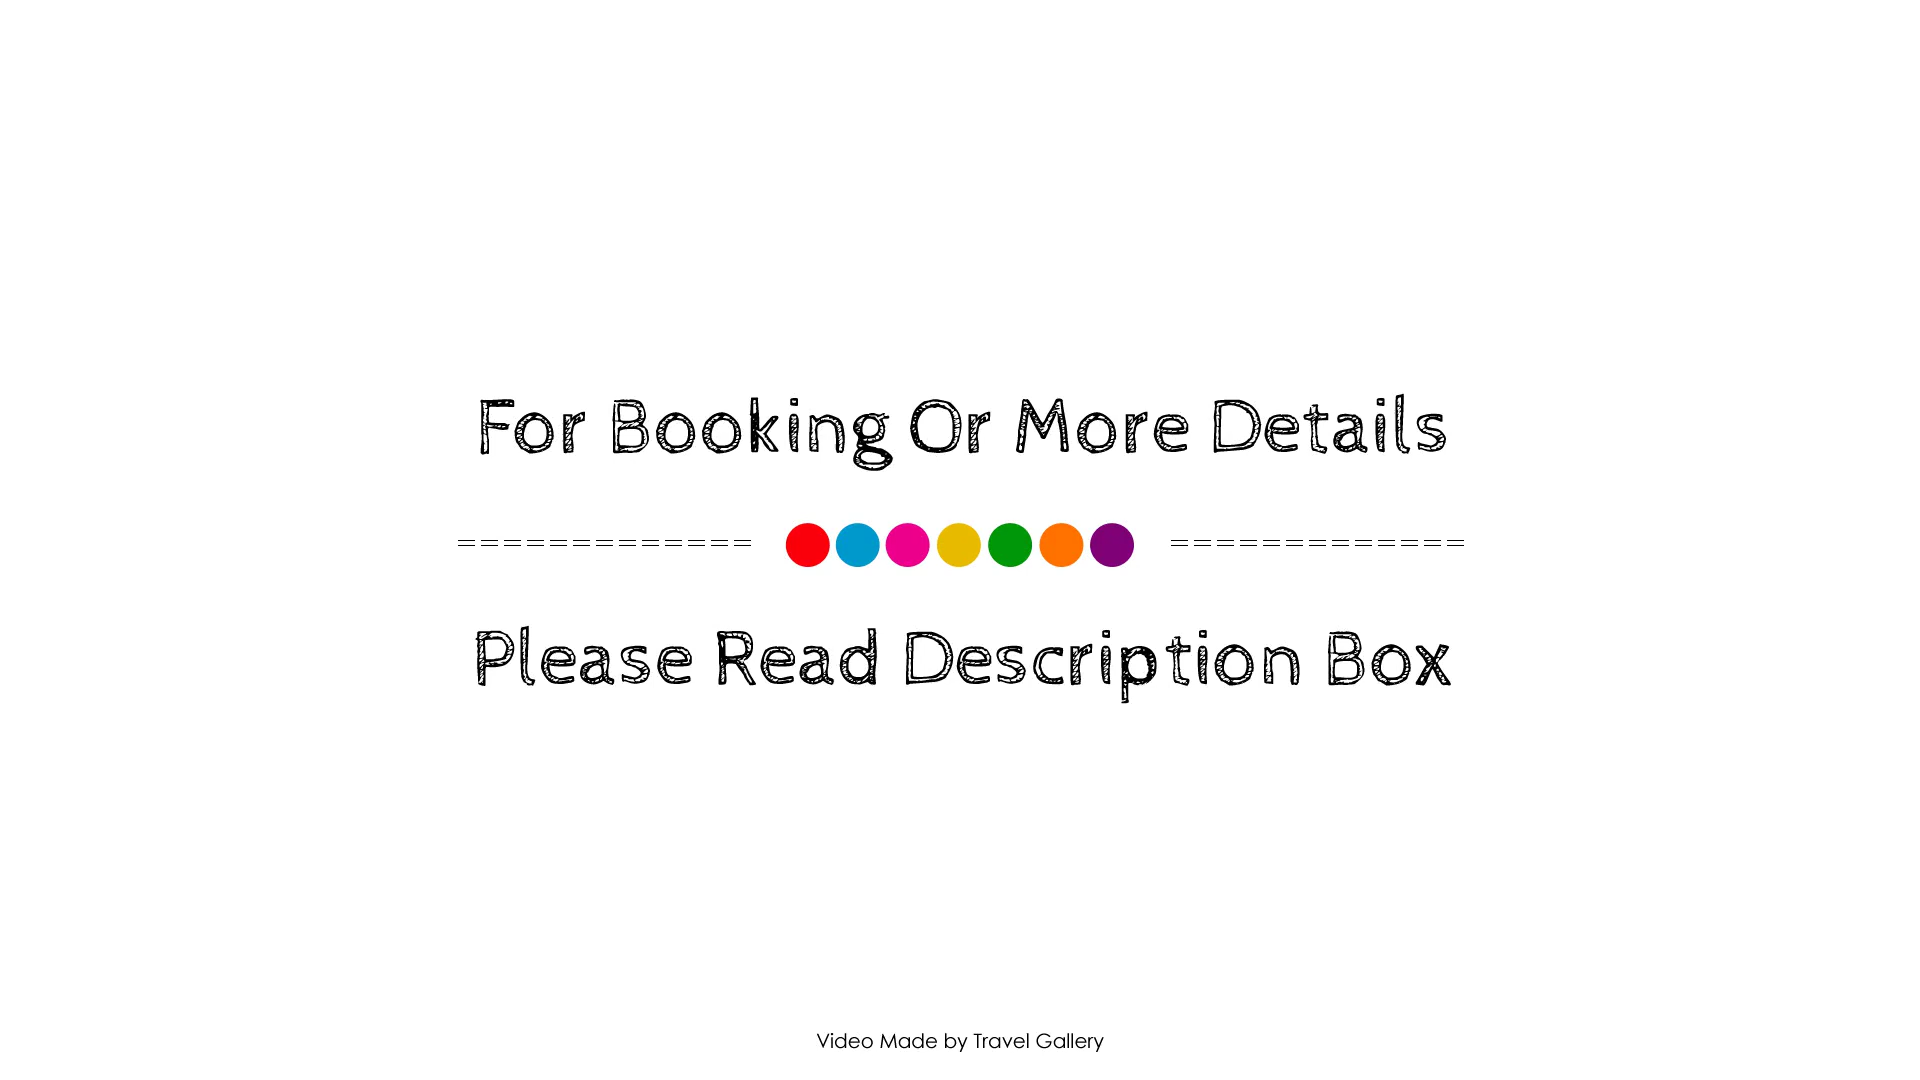 For Booking Or More Details
============= =============
Please Read Description Box
Video Made by Travel Gallery